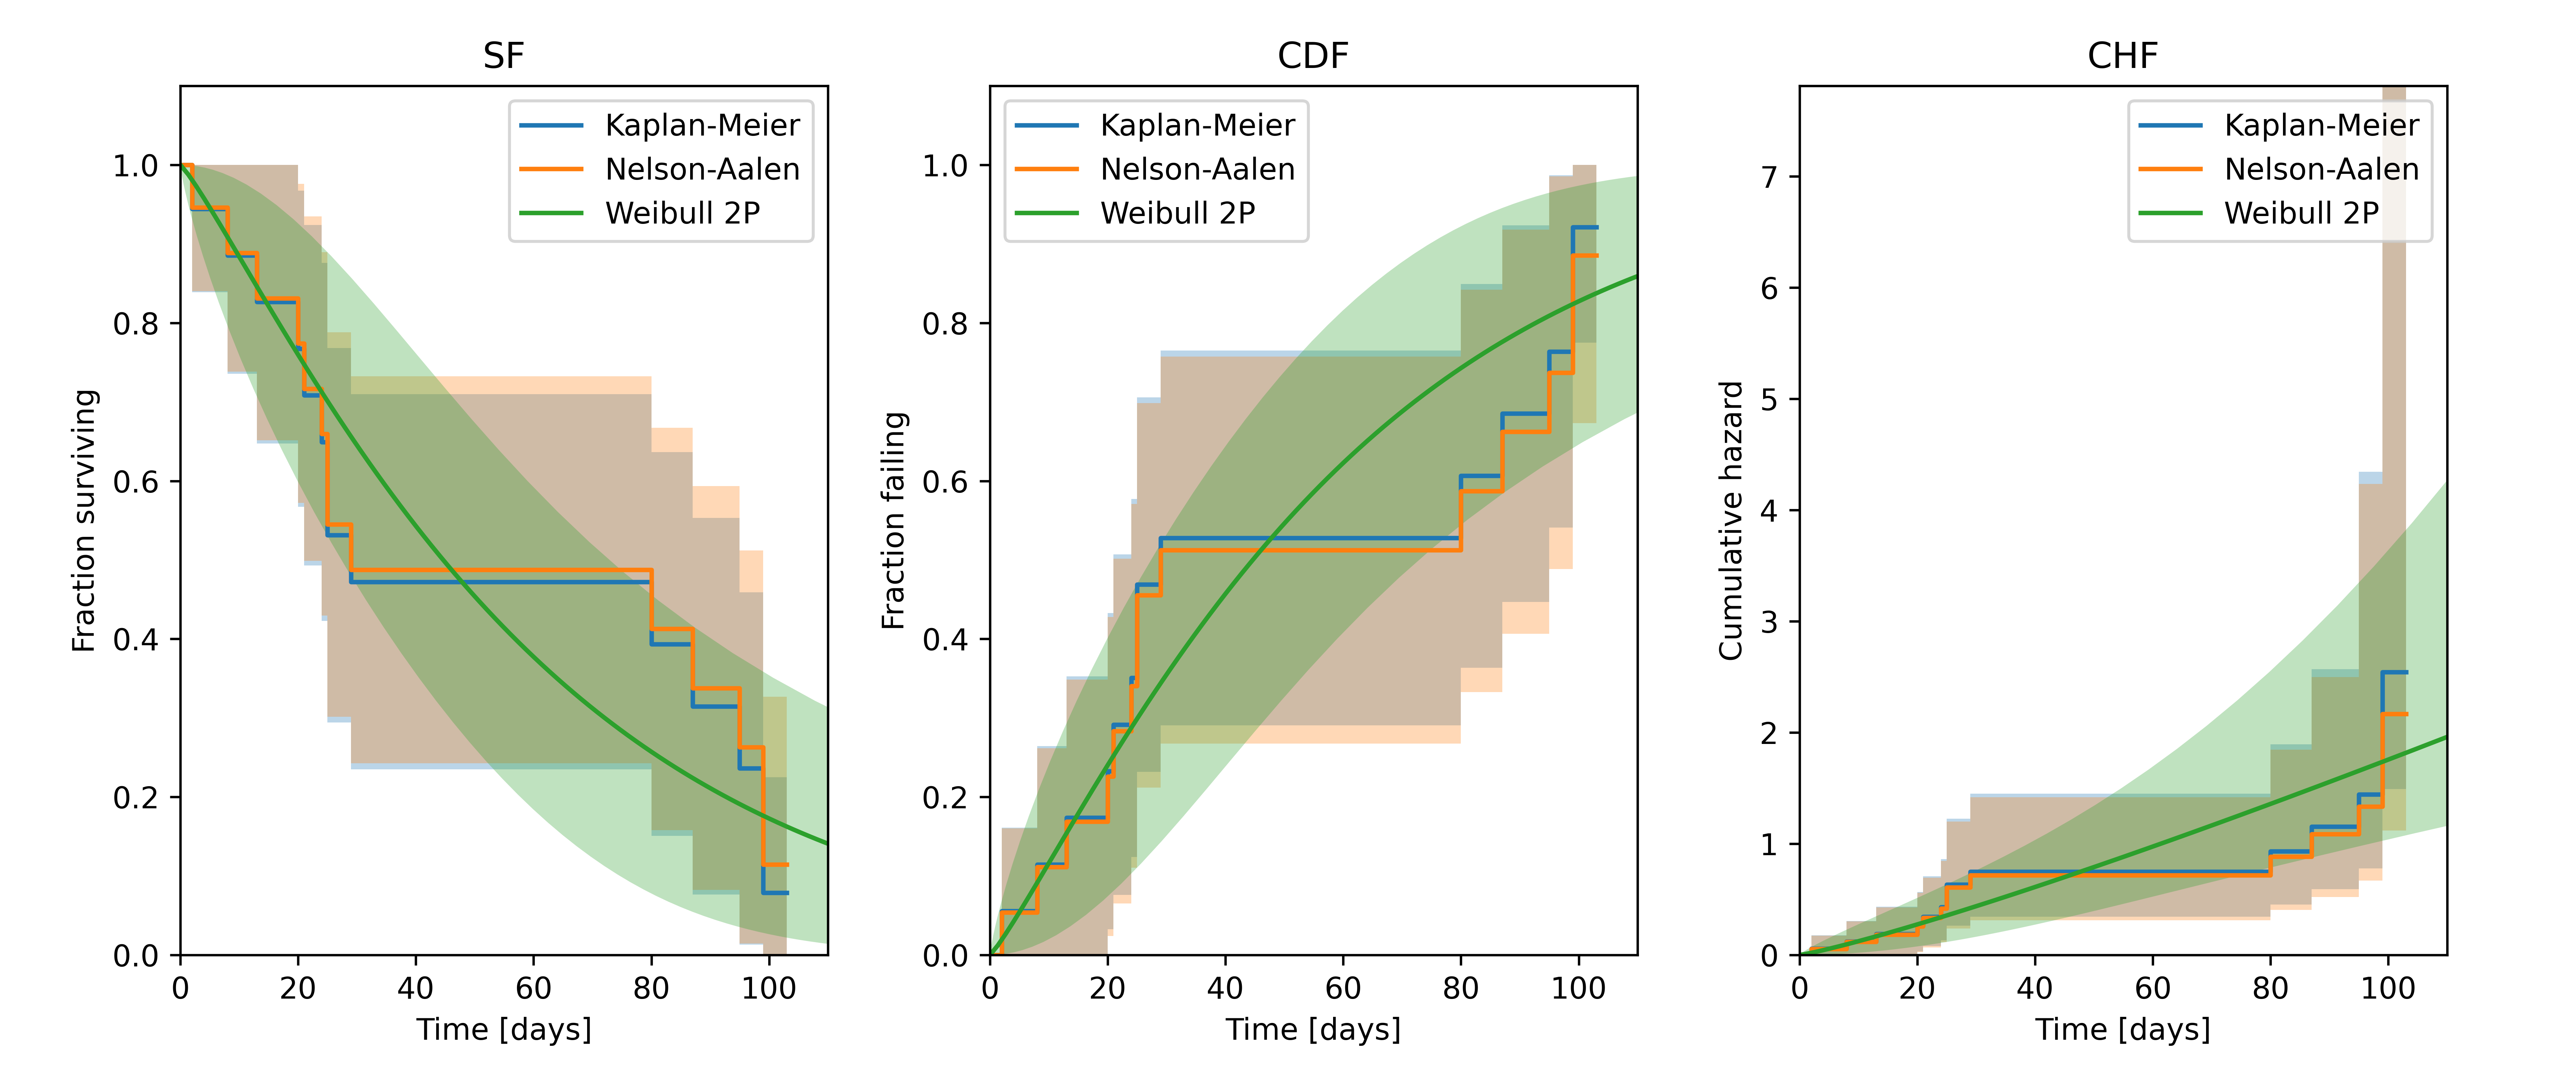 SF
Kaplan-Meier
Nelson-Aalen
Weibull 2P
1.0
0.8
0.6
0.4
0.2
0.0
Fraction surviving
0 20 40 60 80 100
Time [days]
CDF
Kaplan-Meier
Nelson-Aalen
Weibull 2P
1.0
0.8
0.6
0.4
0.2
0.0
Fraction failing
0 20 40 60 80 100
Time [days]
CHF
Kaplan-Meier
Nelson-Aalen
Weibull 2P
7
6
5
4
3
2
1
0
Cumulative hazard
0 20 40 60 80 100
Time [days]